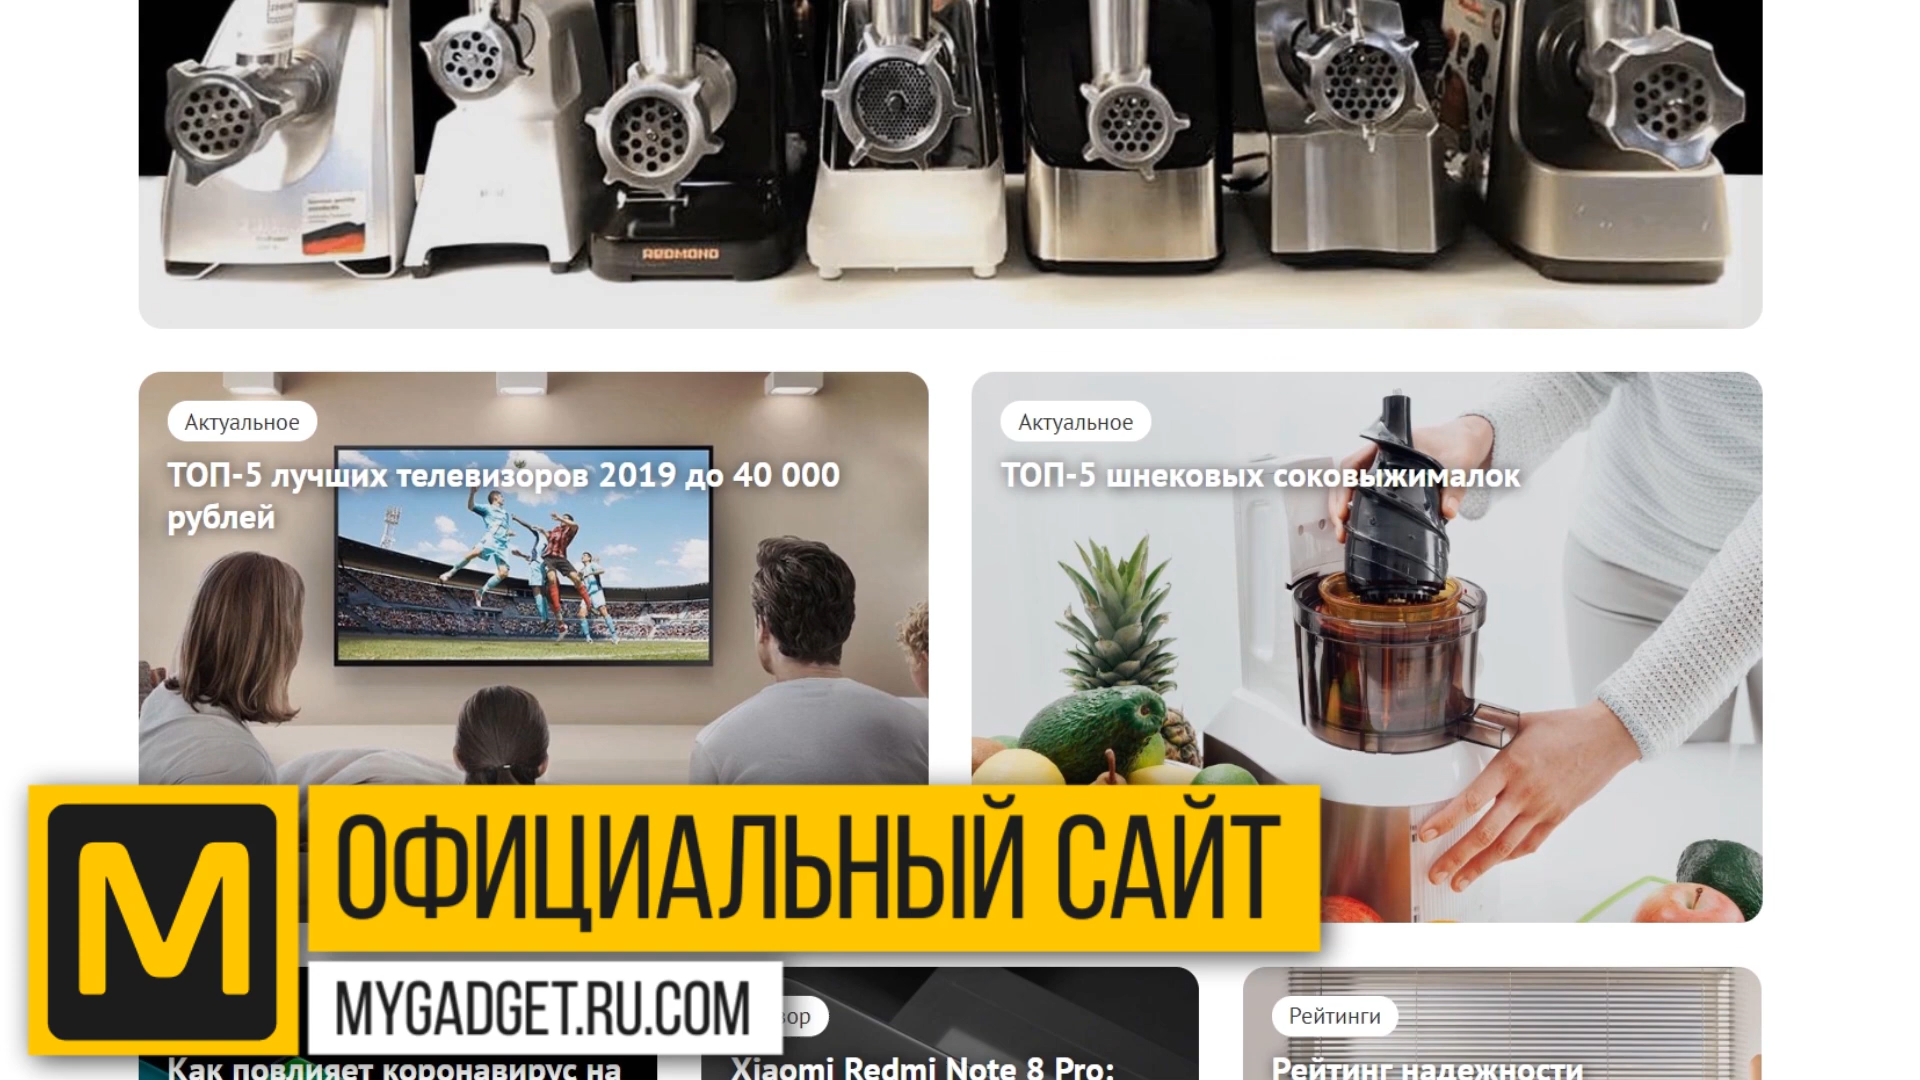 REDMOND
Актуальное
ТОП-5 лучших телевизоров 2019 до 40 000
рублей
Актуальное
ТОП-5 шнековых соковыжималок
М
ОФИЦИАЛЬНЫЙ САЙТ
MYGADGET.RU.COM
зор
Рейтинги
Как повлияет коронавирус на
Xiaomi Redmi Note 8 Pro:
Рейтинг надежности